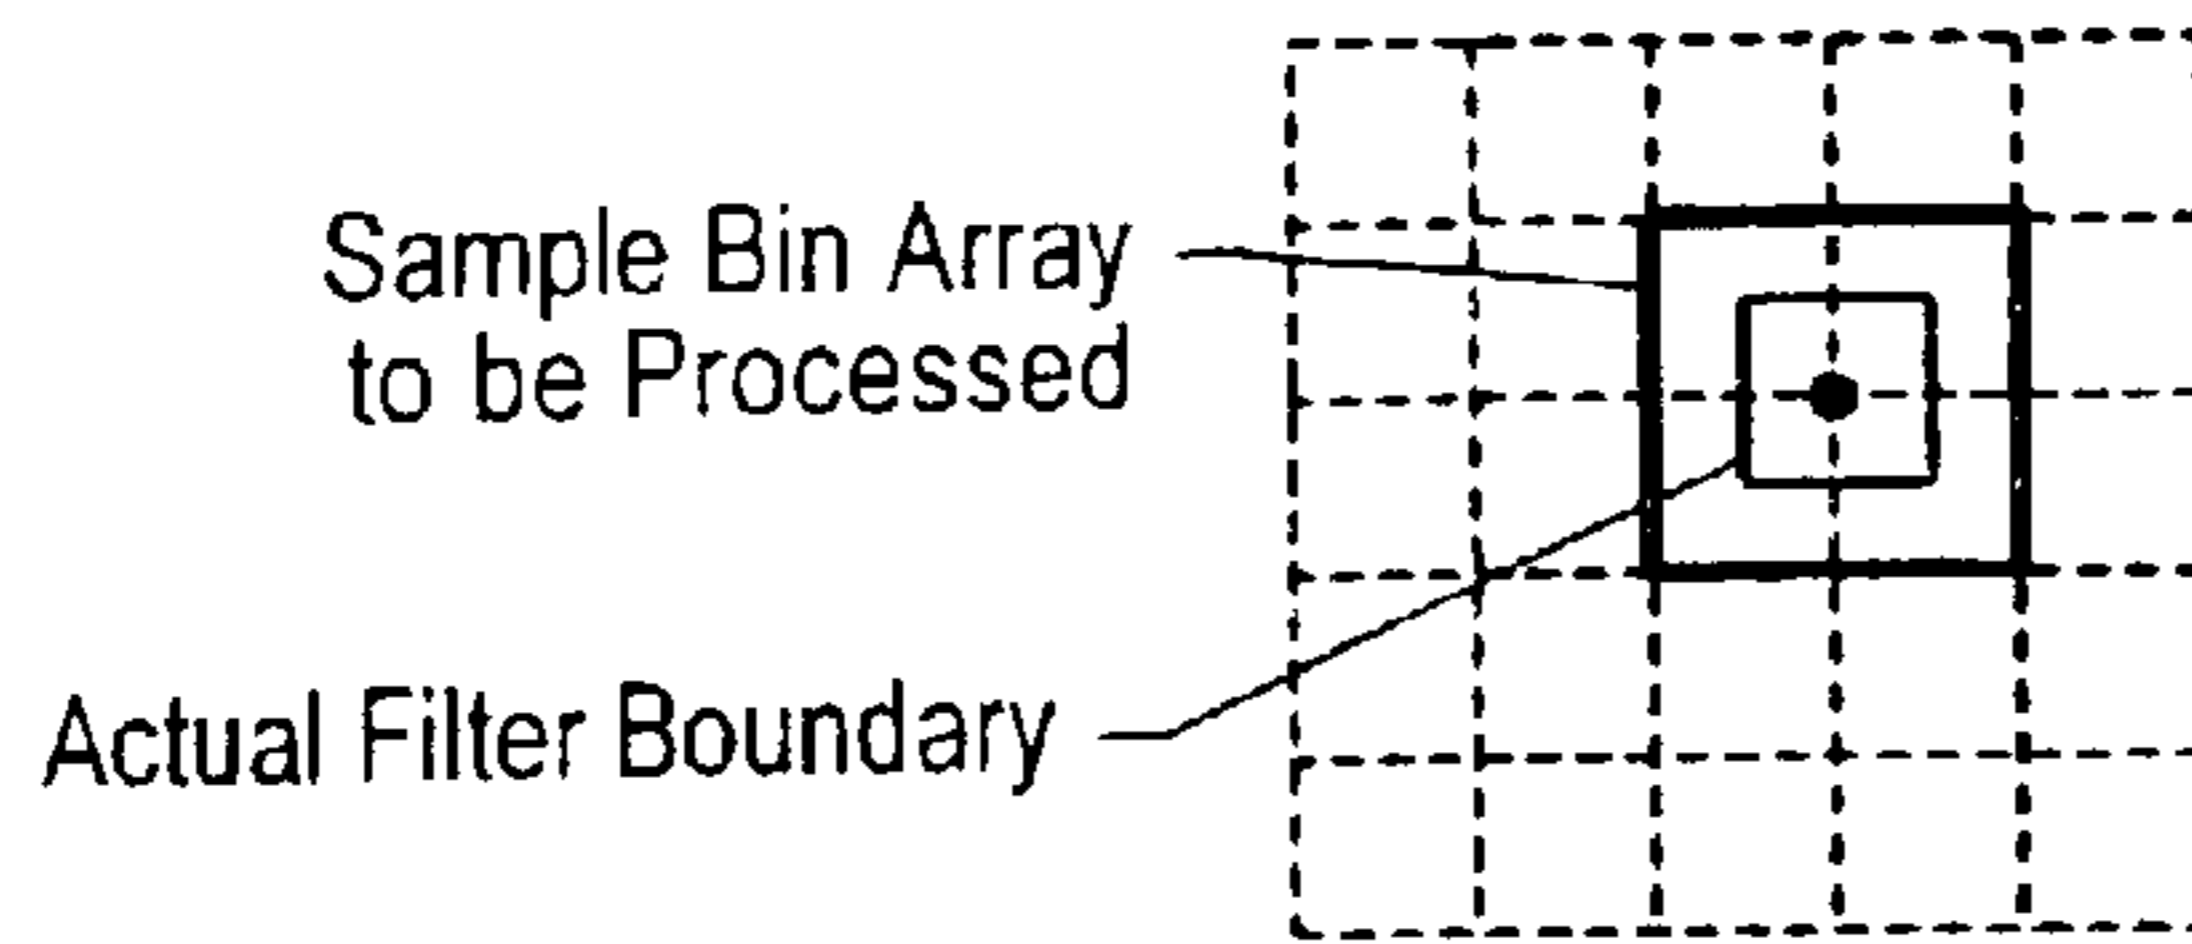 Sample Bin Array
to be Processed
Actual Filter Boundary